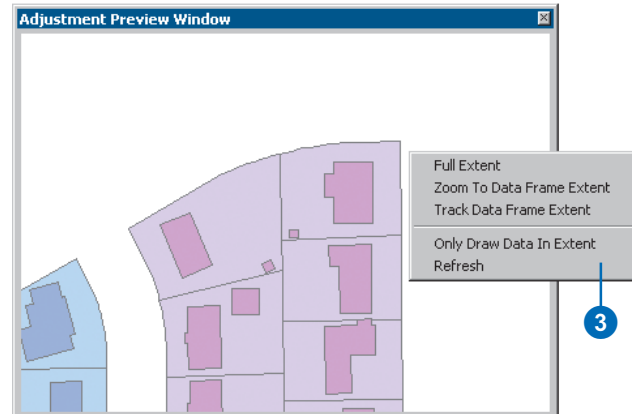 Adjustment Preview Window
Full Extent
Zoom To Data Frame Extent
Track Data Frame Extent
Only Draw Data In Extent
Refresh
3